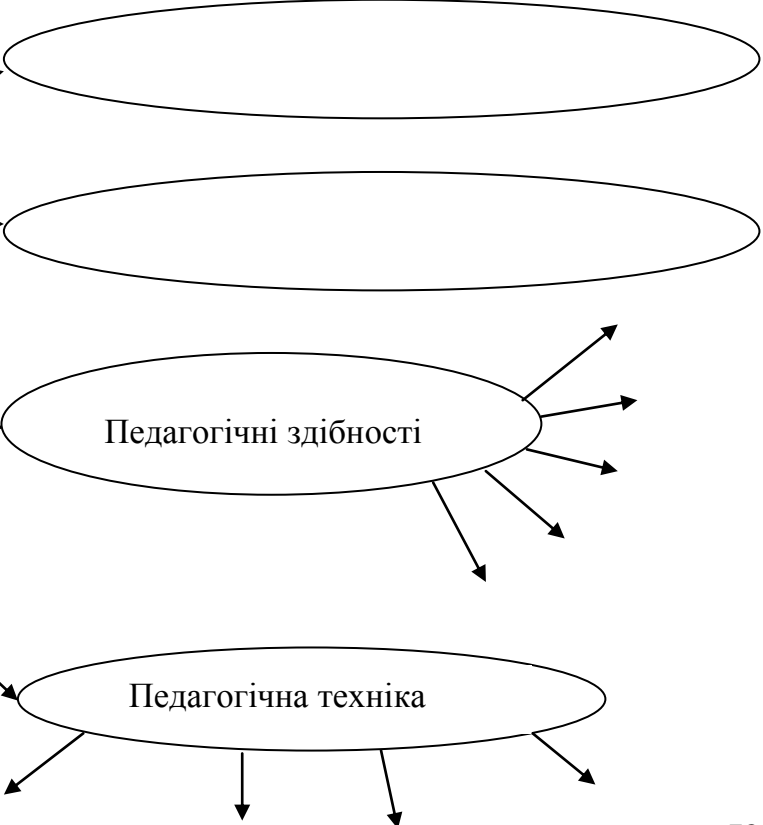 Педагогічні здібності
Педагогічна техніка